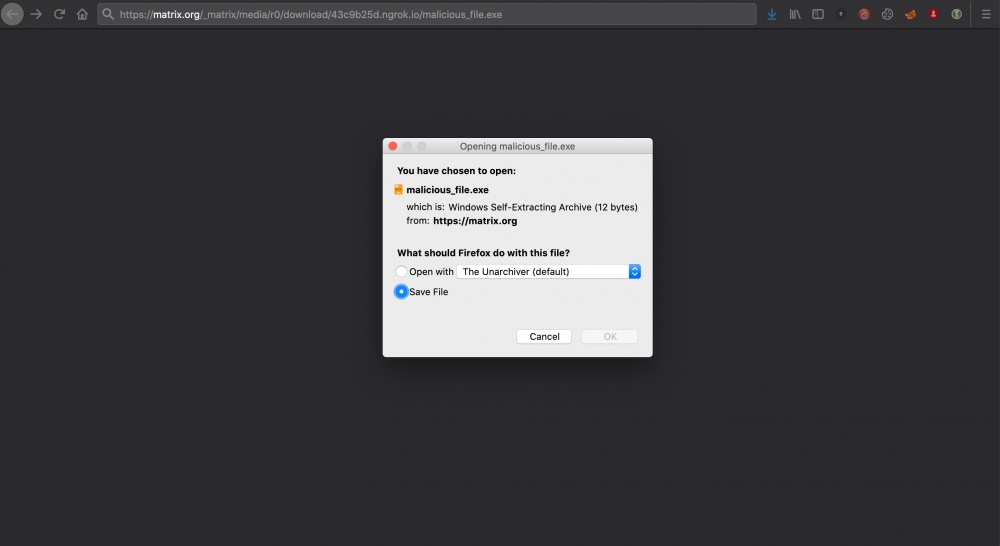 https://matrix.org/_matrix/media/r0/download/43c9b25d.ngrok.io/malicious_file.exe
Opening malicious_file.exe
You have chosen to open:
malicious_file.exe
which is: Windows Self-Extracting Archive (12 bytes)
from: https://matrix.org
What should Firefox do with this file?
Open with The Unarchiver (default)
Save File
Cancel OK